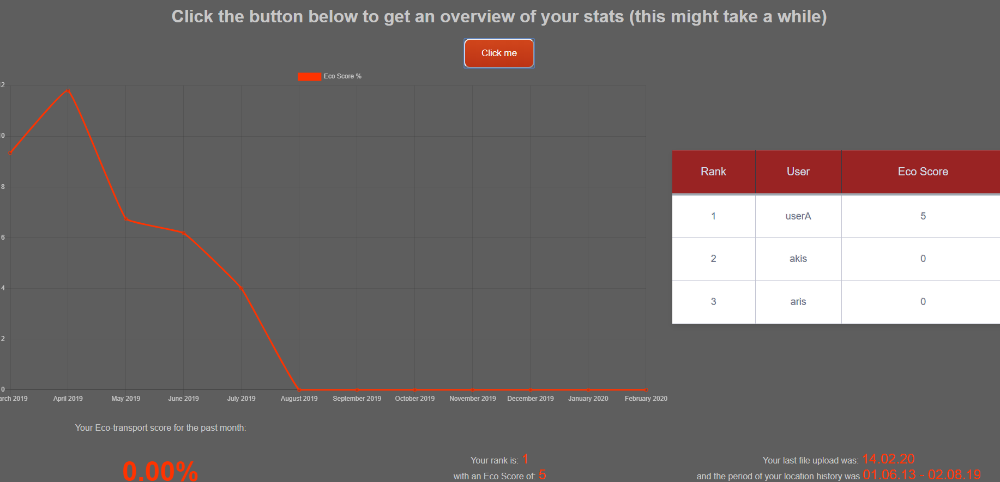 Click the button below to get an overview of your stats (this might take a while)
Click me
Eco Score %
12
10
8
6
4
2
0
arch 2019 April 2019 May 2019 June 2019 July 2019 August 2019 September 2019 October 2019 November 2019 December 2019 January 2020 February 2020
Rank User Eco Score
1 userA 5
2 akis 0
3 aris 0
Your Eco-transport score for the past month:
0.00%
Your rank is: 1
with an Eco Score of: 5
Your last file upload was: 14.02.20
and the period of your location history was 01.06.13 - 02.08.19